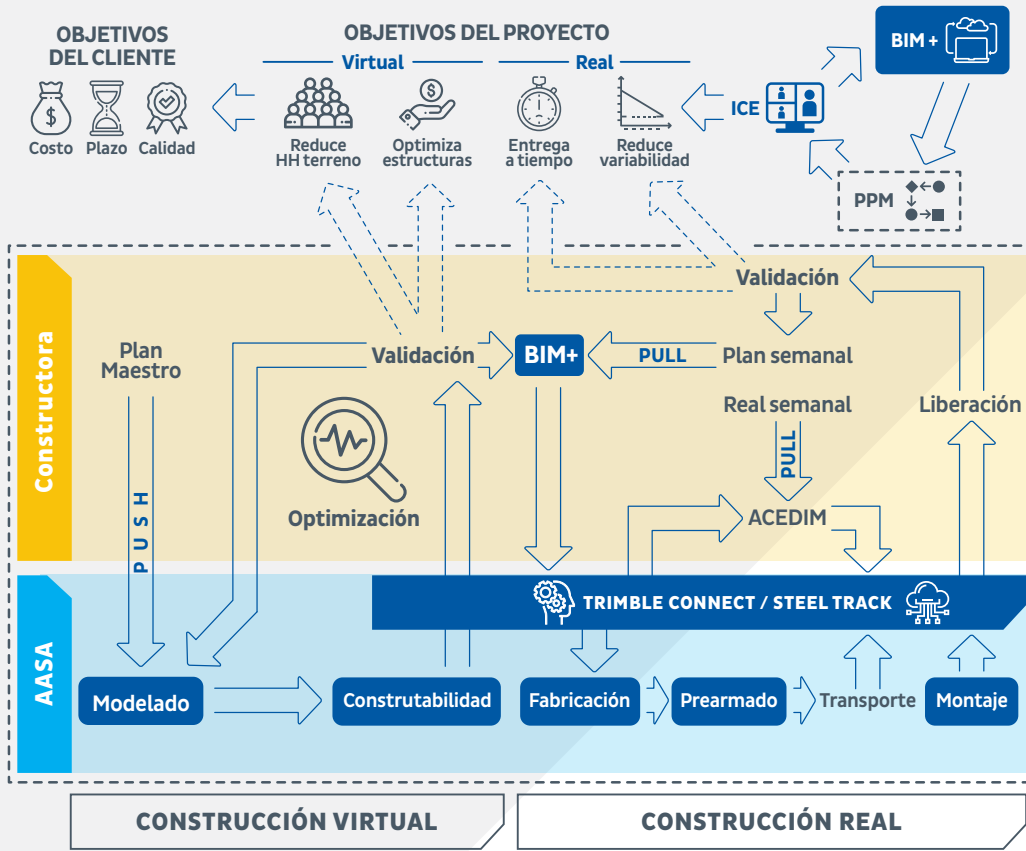 OBJETIVOS
DEL CLIENTE
Costo
Plazo
Calidad
OBJETIVOS DEL PROYECTO
Virtual
Real
Reduce
HH terreno
Optimiza
estructuras
Entrega
a tiempo
Reduce
variabilidad
ICE
BIM +
PPM
Constructora
Plan
Maestro
PUSH
Validación
BIM+
PULL
Validación
Plan semanal
Real semanal
PULL
Liberación
Optimización
ACEDIM
AASA
TRIMBLE CONNECT / STEEL TRACK
Modelado
Construtabilidad
Fabricación
Prearmado
Transporte
Montaje
CONSTRUCCIÓN VIRTUAL
CONSTRUCCIÓN REAL